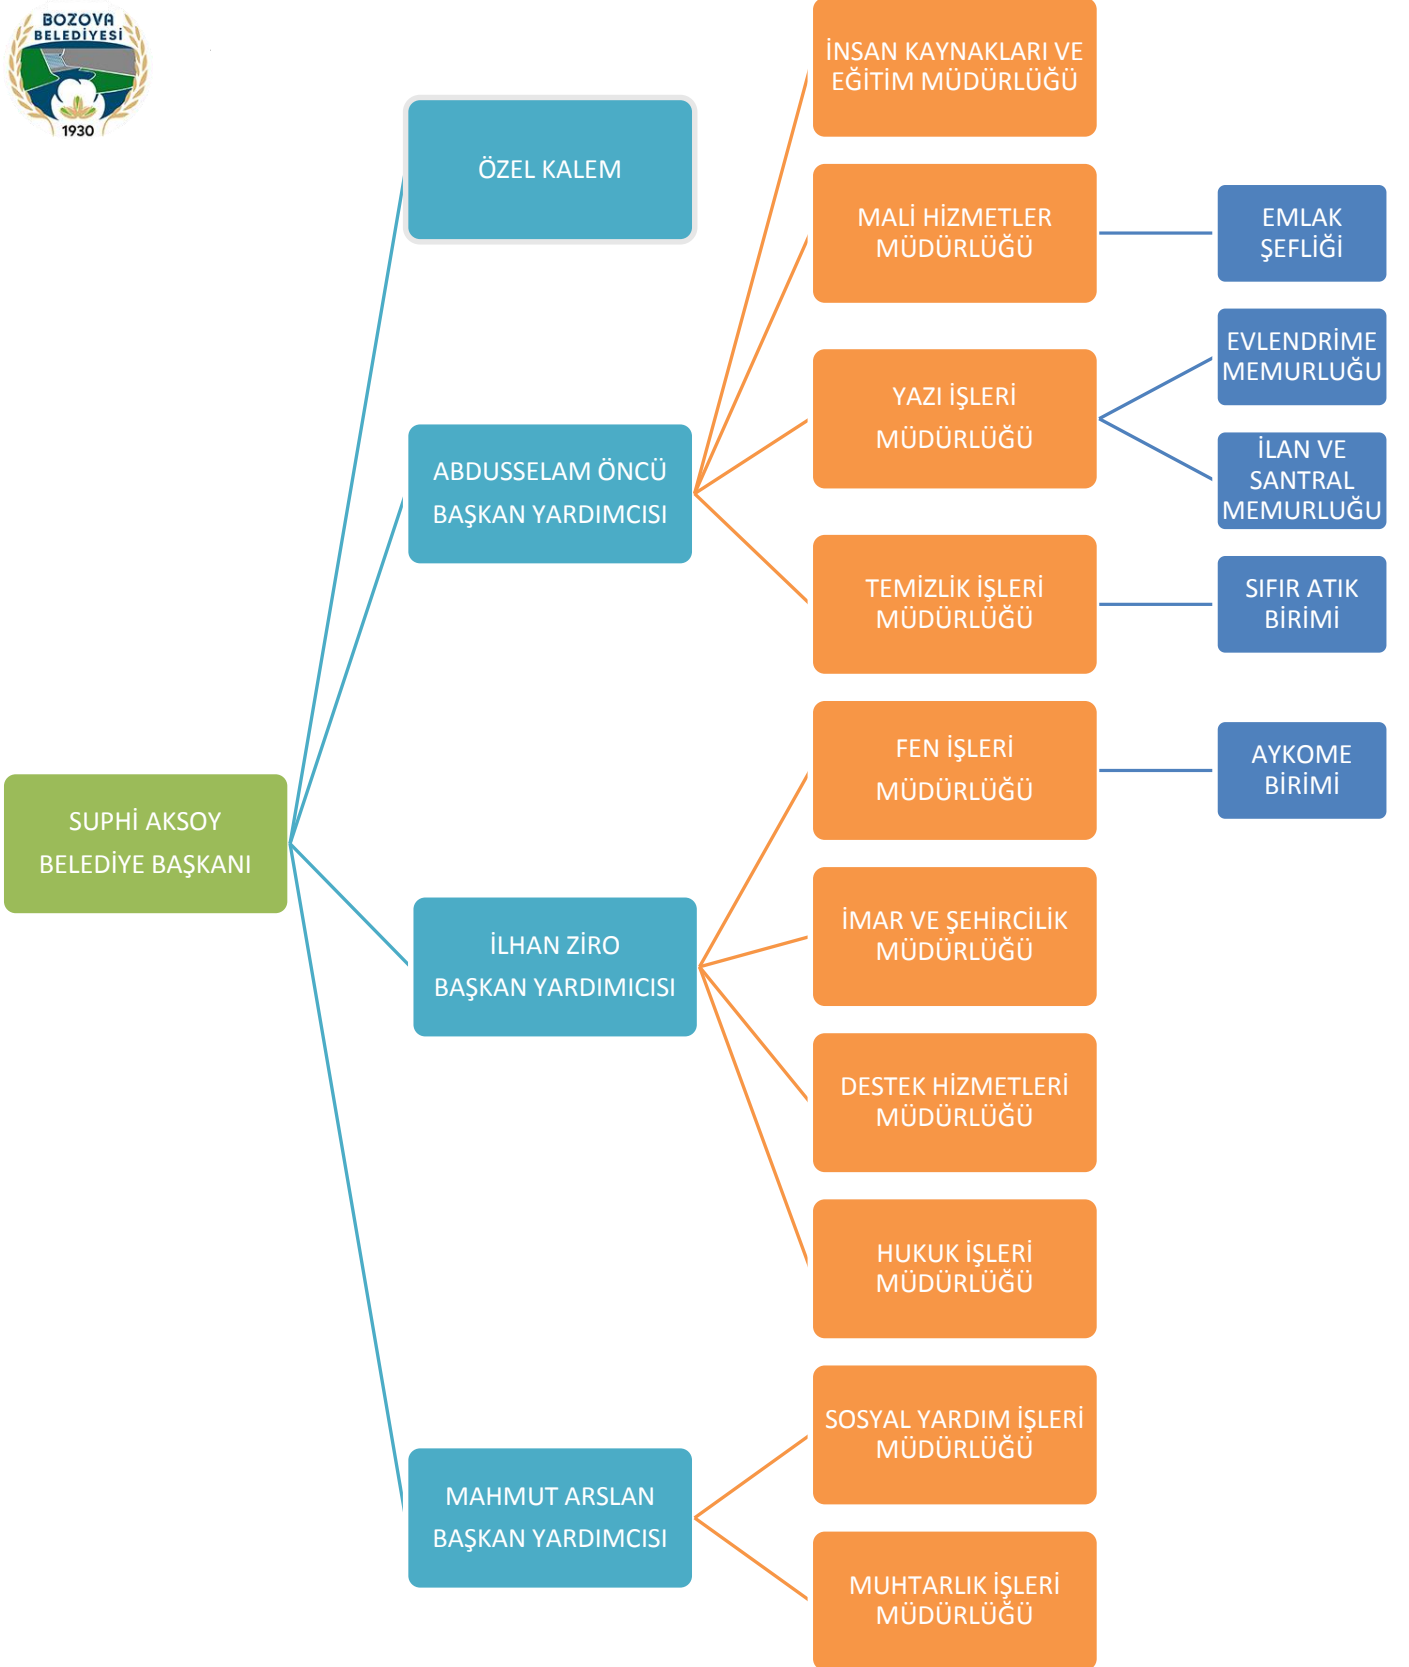 BOZOVA
BELEDİYESİ
1930
SUPHİ AKSOY
BELEDİYE BAŞKANI
ÖZEL KALEM
ABDUSSELAM ÖNCÜ
BAŞKAN YARDIMCISI
İNSAN KAYNAKLARI VE
EĞİTİM MÜDÜRLÜĞÜ
MALİ HİZMETLER
MÜDÜRLÜĞÜ
EMLAK
ŞEFLİĞİ
YAZI İŞLERİ
MÜDÜRLÜĞÜ
EVLENDRİME
MEMURLUĞU
İLAN VE
SANTRAL
MEMURLUĞU
TEMİZLİK İŞLERİ
MÜDÜRLÜĞÜ
SIFIR ATIK
BİRİMİ
İLHAN ZİRO
BAŞKAN YARDIMICISI
FEN İŞLERİ
MÜDÜRLÜĞÜ
AYKOME
BİRİMİ
İMAR VE ŞEHİRCİLİK
MÜDÜRLÜĞÜ
DESTEK HİZMETLERİ
MÜDÜRLÜĞÜ
HUKUK İŞLERİ
MÜDÜRLÜĞÜ
MAHMUT ARSLAN
BAŞKAN YARDIMCISI
SOSYAL YARDIM İŞLERİ
MÜDÜRLÜĞÜ
MUHTARLIK İŞLERİ
MÜDÜRLÜĞÜ